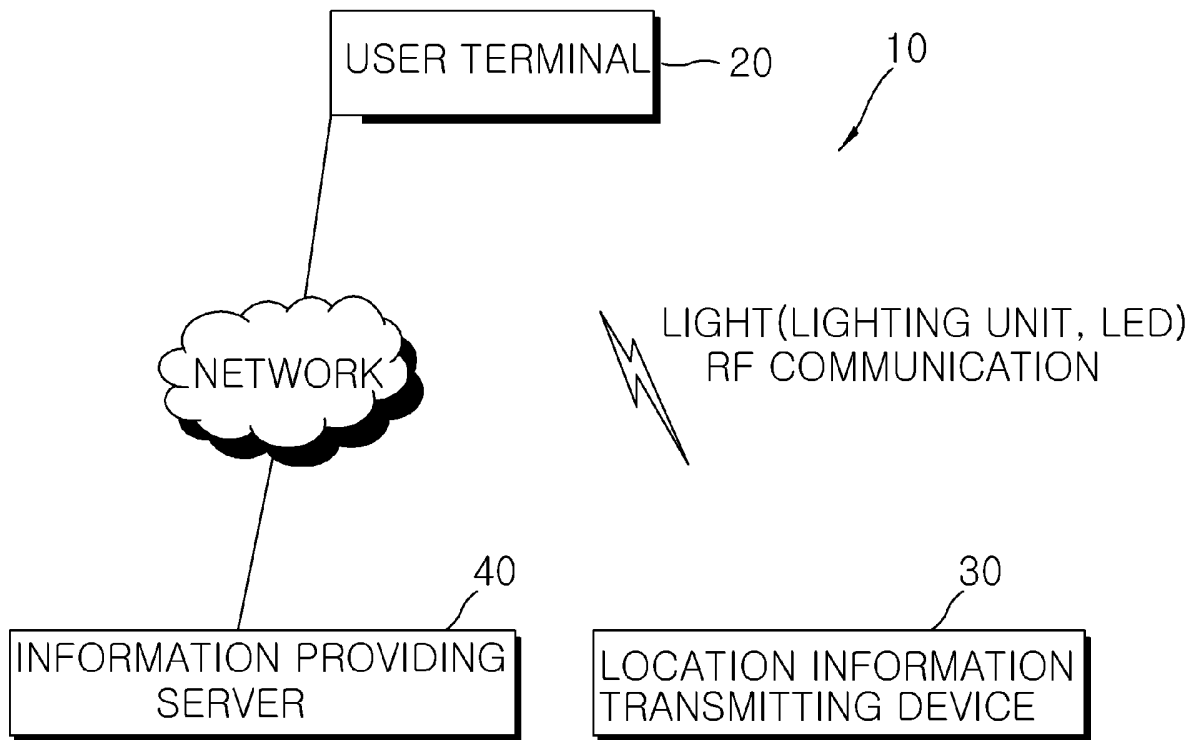 USER TERMINAL
20
10
NETWORK
LIGHT(LIGHTING UNIT, LED)
RF COMMUNICATION
40
30
INFORMATION PROVIDING
SERVER
LOCATION INFORMATION
TRANSMITTING DEVICE